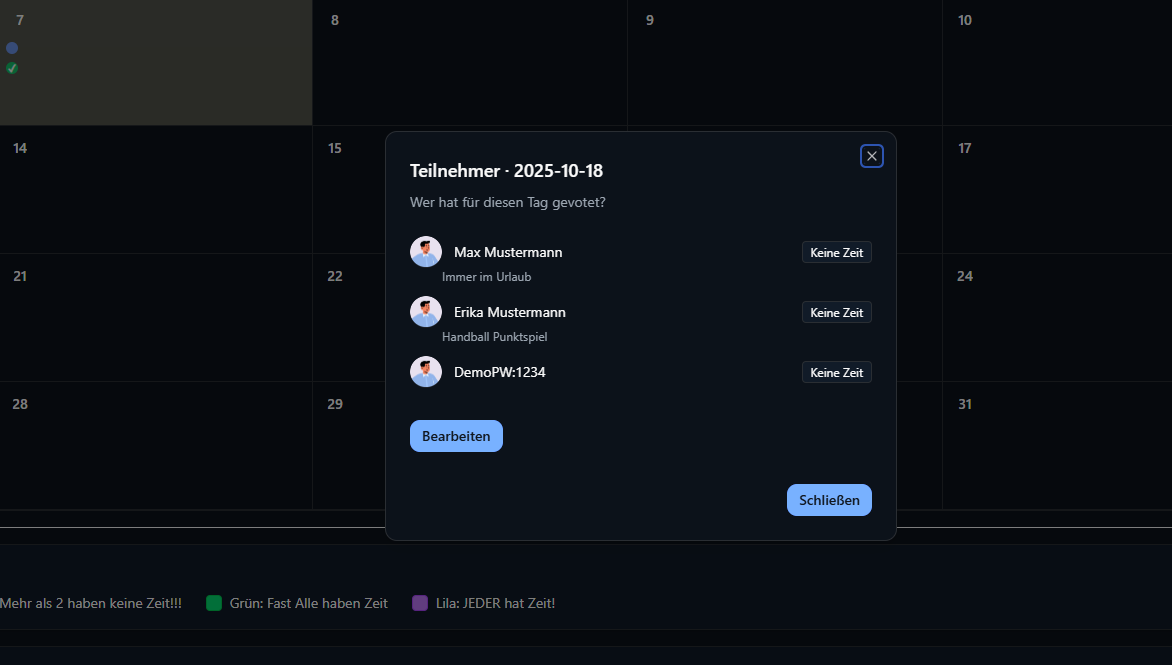 7
8
9
10
14
15
17
Teilnehmer · 2025-10-18
Wer hat für diesen Tag gevotet?
Max Mustermann
Keine Zeit
Immer im Urlaub
21
22
24
Erika Mustermann
Keine Zeit
Handball Punktspiel
DemoPW:1234
Keine Zeit
28
29
31
Bearbeiten
Schließen
Mehr als 2 haben keine Zeit!!!
Grün: Fast Alle haben Zeit
Lila: JEDER hat Zeit!